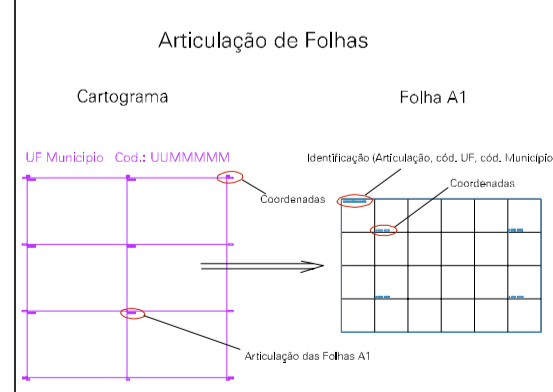 Articulação de Folhas
Cartograma
Folha A1
UF Municipio Cod.: UUMMMMM
Identificação (Articulação, cód. UF, cód. Município
Coordenadas
Coordenadas
Articulação das Folhas A1